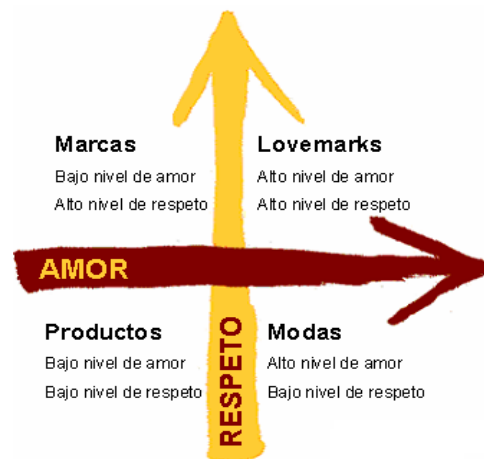 Marcas
Bajo nivel de amor
Alto nivel de respeto
Lovemarks
Alto nivel de amor
Alto nivel de respeto
AMOR
Productos
Bajo nivel de amor
Bajo nivel de respeto
RESPETO
Modas
Alto nivel de amor
Bajo nivel de respeto